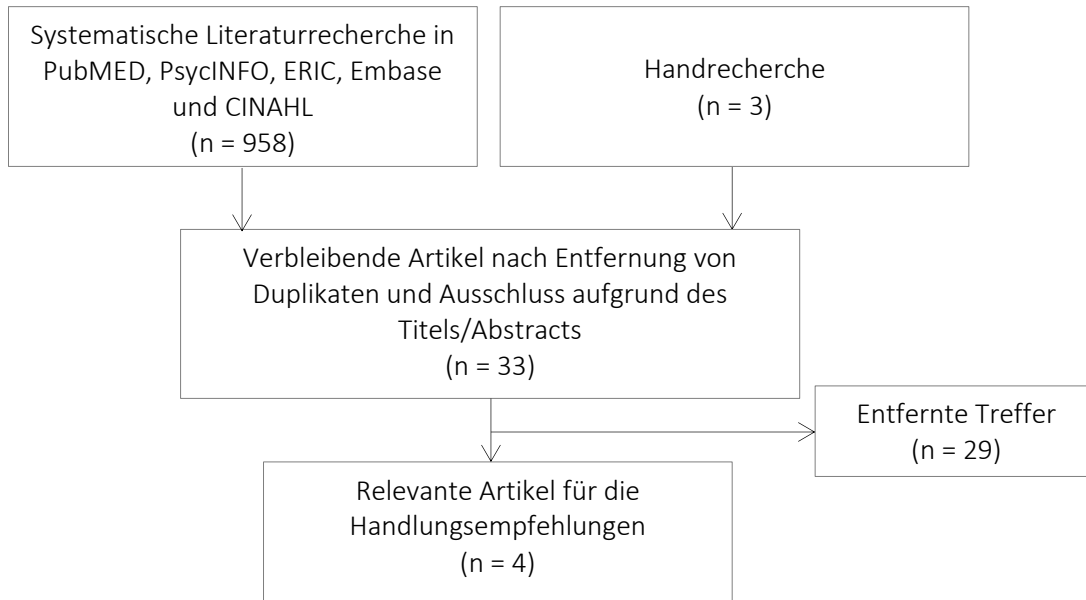 Systematische Literaturrecherche in
PubMED, PsycINFO, ERIC, Embase
und CINAHL
(n = 958)
Handrecherche
(n = 3)
Verbleibende Artikel nach Entfernung von
Duplikaten und Ausschluss aufgrund des
Titels/Abstracts
(n = 33)
Entfernte Treffer
(n = 29)
Relevante Artikel für die
Handlungsempfehlungen
(n = 4)